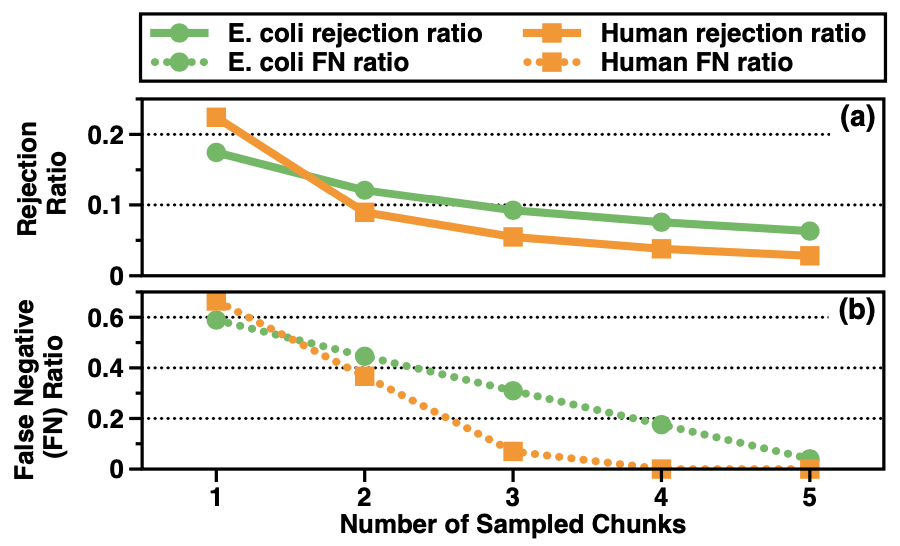 E. coli rejection ratio
Human rejection ratio
E. coli FN ratio
Human FN ratio
(a)
Rejection
Ratio
0.2
0.1
0
(b)
False Negative
(FN) Ratio
0.6
0.4
0.2
0
1 2 3 4 5
Number of Sampled Chunks